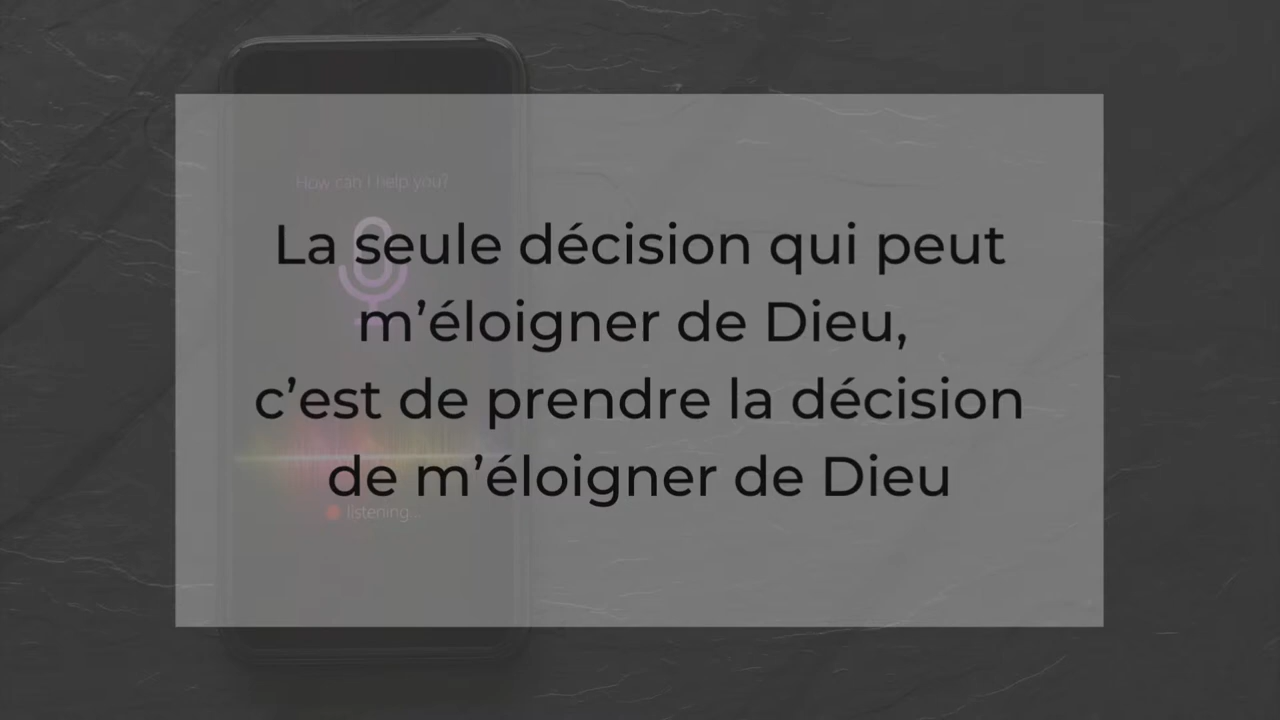 How can I help you?
La seule décision qui peut
m’éloigner de Dieu,
c’est de prendre la décision
de m’éloigner de Dieu
listening...